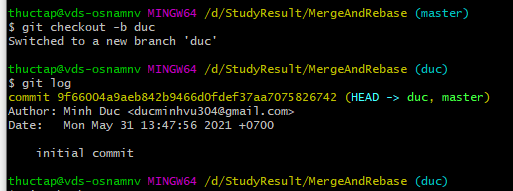 thuctap@vds-osnamnv MINGW64 /d/StudyResult/MergeAndRebase (master)
$ git checkout -b duc
Switched to a new branch 'duc'
thuctap@vds-osnamnv MINGW64 /d/StudyResult/MergeAndRebase (duc)
$ git log
commit 9f66004a9aeb842b9466d0fdef37aa7075826742 (HEAD -> duc, master)
Author: Minh Duc <ducminhvu304@gmail.com>
Date:   Mon May 31 13:47:56 2021 +0700
initial commit
thuctap@vds-osnamnv MINGW64 /d/StudyResult/MergeAndRebase (duc)